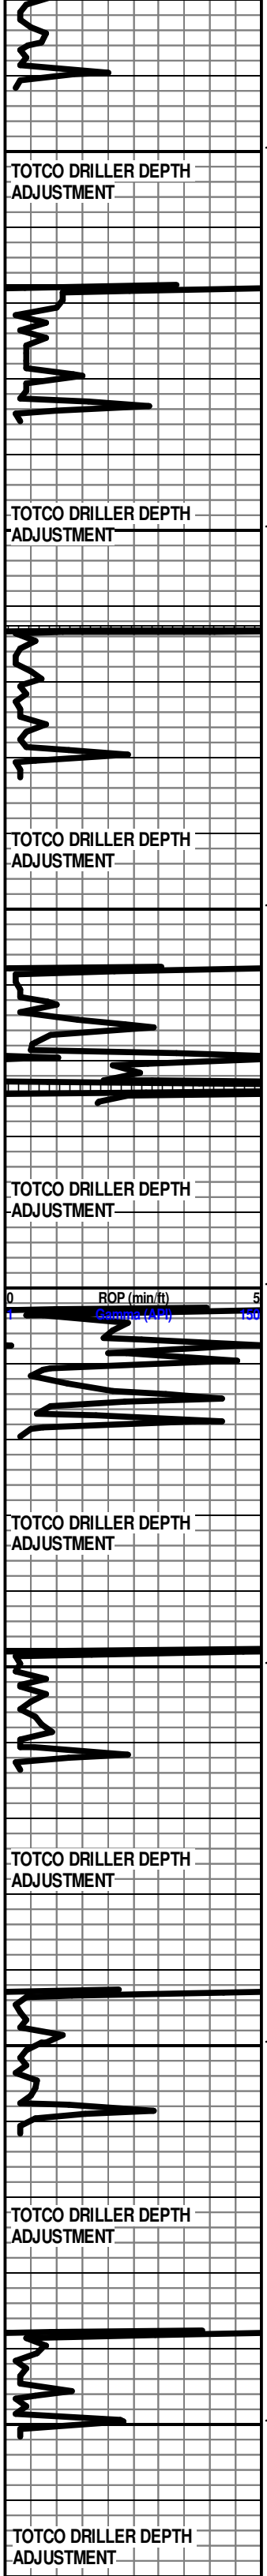 TOTCO DRILLER DEPTH
ADJUSTMENT
TOTCO DRILLER DEPTH
ADJUSTMENT
TOTCO DRILLER DEPTH
ADJUSTMENT
TOTCO DRILLER DEPTH
ADJUSTMENT
0 ROP (min/ft) 5
1 Gamma (API) 150
TOTCO DRILLER DEPTH
ADJUSTMENT
TOTCO DRILLER DEPTH
ADJUSTMENT
TOTCO DRILLER DEPTH
ADJUSTMENT
TOTCO DRILLER DEPTH
ADJUSTMENT